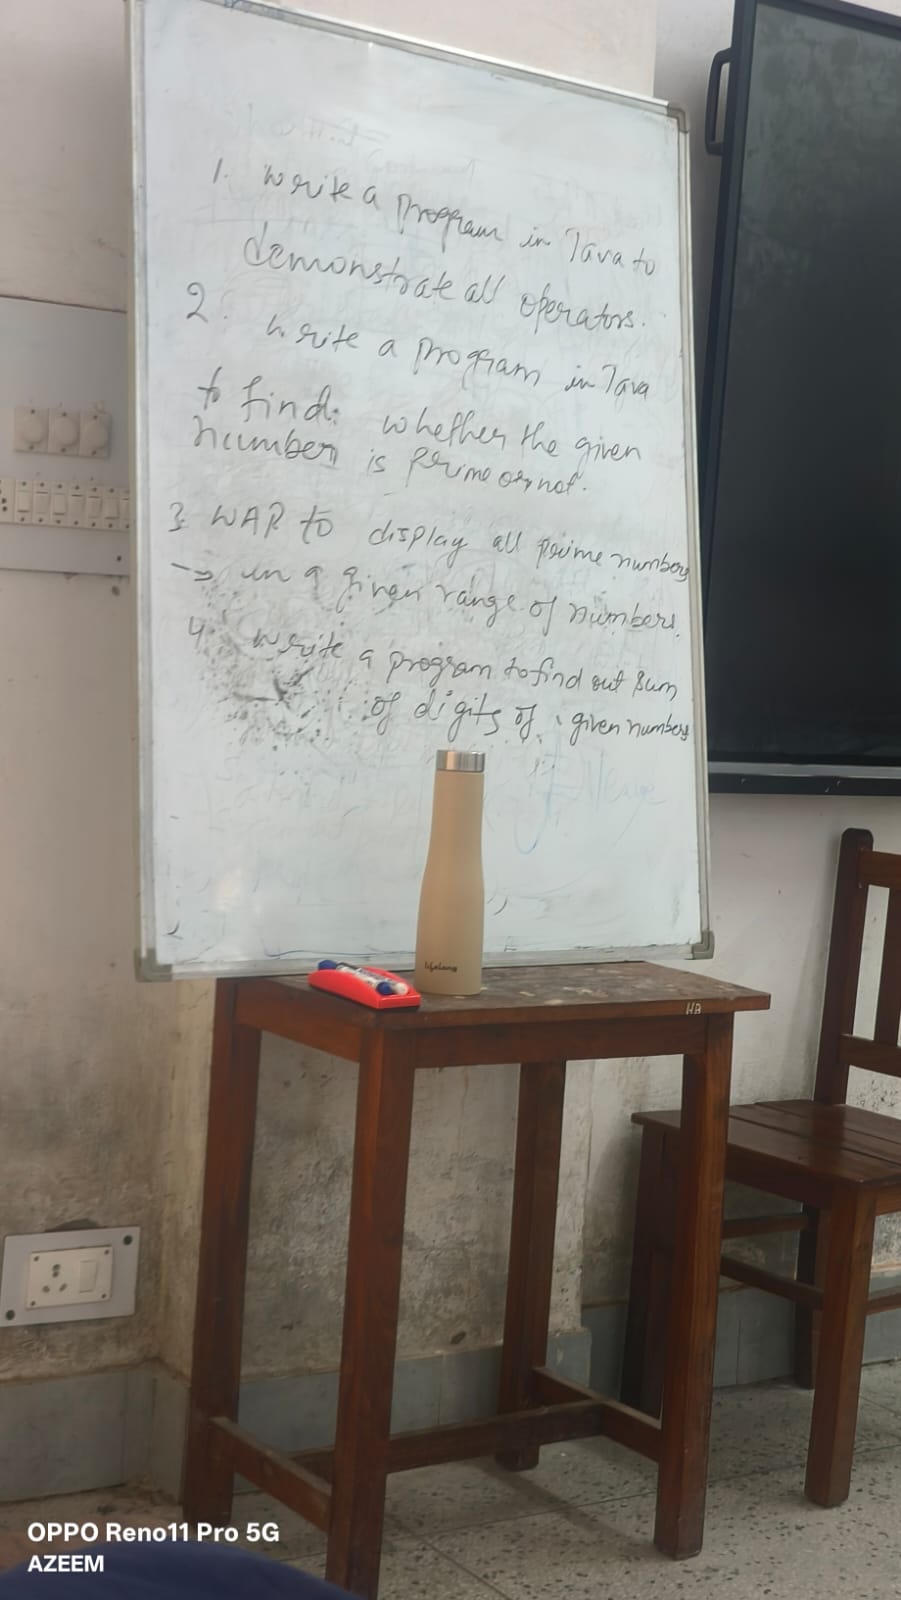 1. Write a program in Java to
demonstrate all operators.
2. Write a program in Java
to find: whether the given
number is prime or not.
3 WAP to display all prime numbers
→ in a given range of numbers.
4. Write a program to find out sum
of digits of given numbers
lifelong
HB
OPPO Reno11 Pro 5G
AZEEM